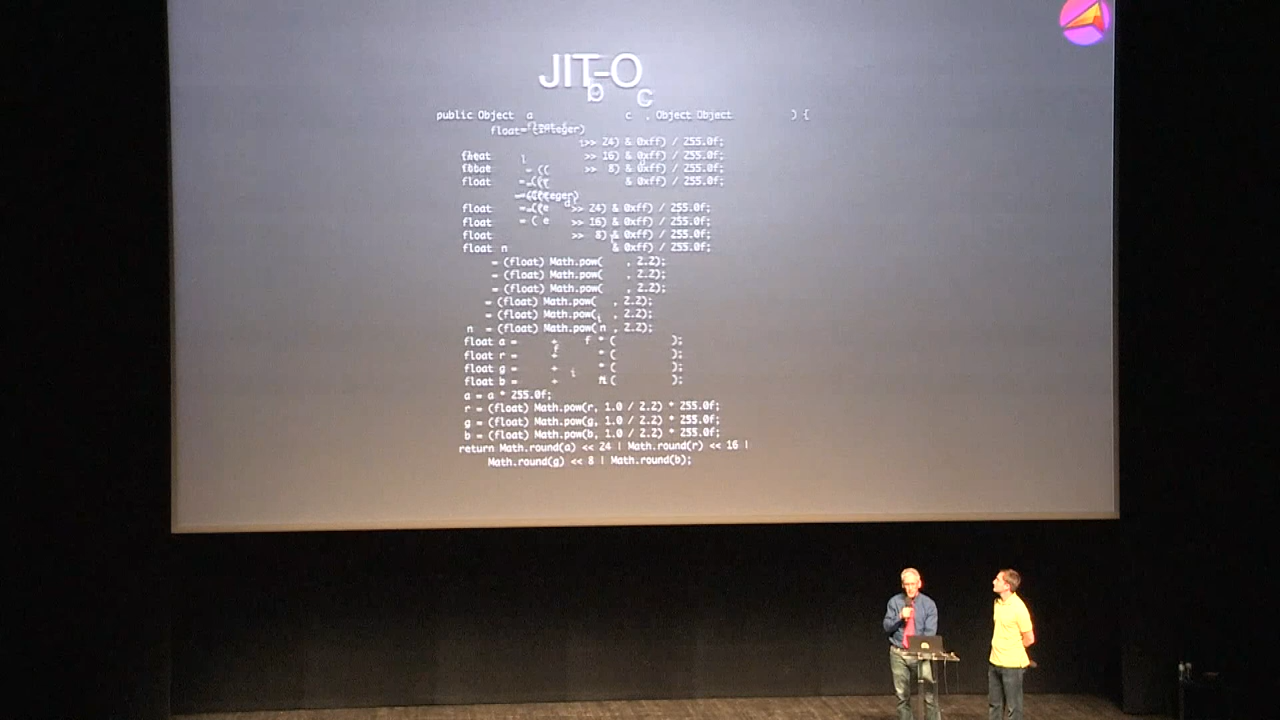 JIT-O
b c
public Object a c , Object Object ) {
float= (Integer)
>> 24) & 0xff) / 255.0f;
float >> 16) & 0xff) / 255.0f;
float = (( >> 8) & 0xff) / 255.0f;
float = (( & 0xff) / 255.0f;
float = (( e >> 24) & 0xff) / 255.0f;
float = ( e >> 16) & 0xff) / 255.0f;
float >> 8) & 0xff) / 255.0f;
float n & 0xff) / 255.0f;
= (float) Math.pow( , 2.2);
= (float) Math.pow( , 2.2);
= (float) Math.pow( , 2.2);
= (float) Math.pow( , 2.2);
= (float) Math.pow( , 2.2);
n = (float) Math.pow( n , 2.2);
float a = + f * ( );
float r = + * ( );
float g = + * ( );
float b = + ( );
a = a * 255.0f;
r = (float) Math.pow(r, 1.0 / 2.2) * 255.0f;
g = (float) Math.pow(g, 1.0 / 2.2) * 255.0f;
b = (float) Math.pow(b, 1.0 / 2.2) * 255.0f;
return Math.round(a) << 24 | Math.round(r) << 16 |
Math.round(g) << 8 | Math.round(b);